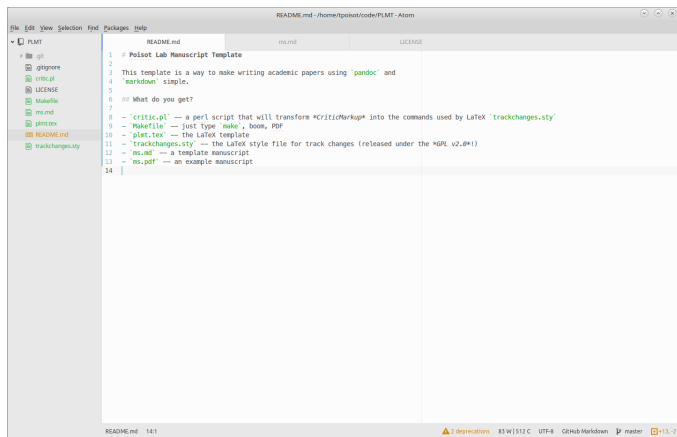 README.md - /home/tpoisot/code/PLMT - Atom
File Edit View Selection Find Packages Help
PLMT
.git
.gitignore
critic.pl
LICENSE
Makefile
ms.md
plmt.tex
README.md
trackchanges.sty
README.md ms.md LICENSE
1 # Poisot Lab Manuscript Template
2
3 This template is a way to make writing academic papers using `pandoc` and
4 `markdown` simple.
5
6 ## What do you get?
7
8 - `critic.pl` -- a perl script that will transform *CriticMarkup* into the commands used by LaTeX `trackchanges.sty`
9 - `Makefile` -- just type `make`, boom, PDF
10 - `plmt.tex` -- the LaTeX template
11 - `trackchanges.sty` -- the LaTeX style file for track changes (released under the *GPL v2.0*!)
12 - `ms.md` -- a template manuscript
13 - `ms.pdf` -- an example manuscript
14
README.md 14:1 2 deprecations 83 W | 512 C UTF-8 GitHub Markdown master +13, -2